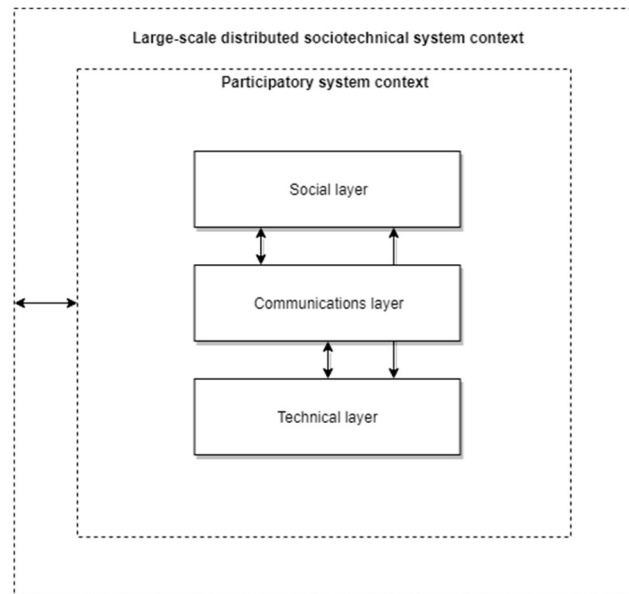 Large-scale distributed sociotechnical system context
Participatory system context
Social layer
Communications layer
Technical layer